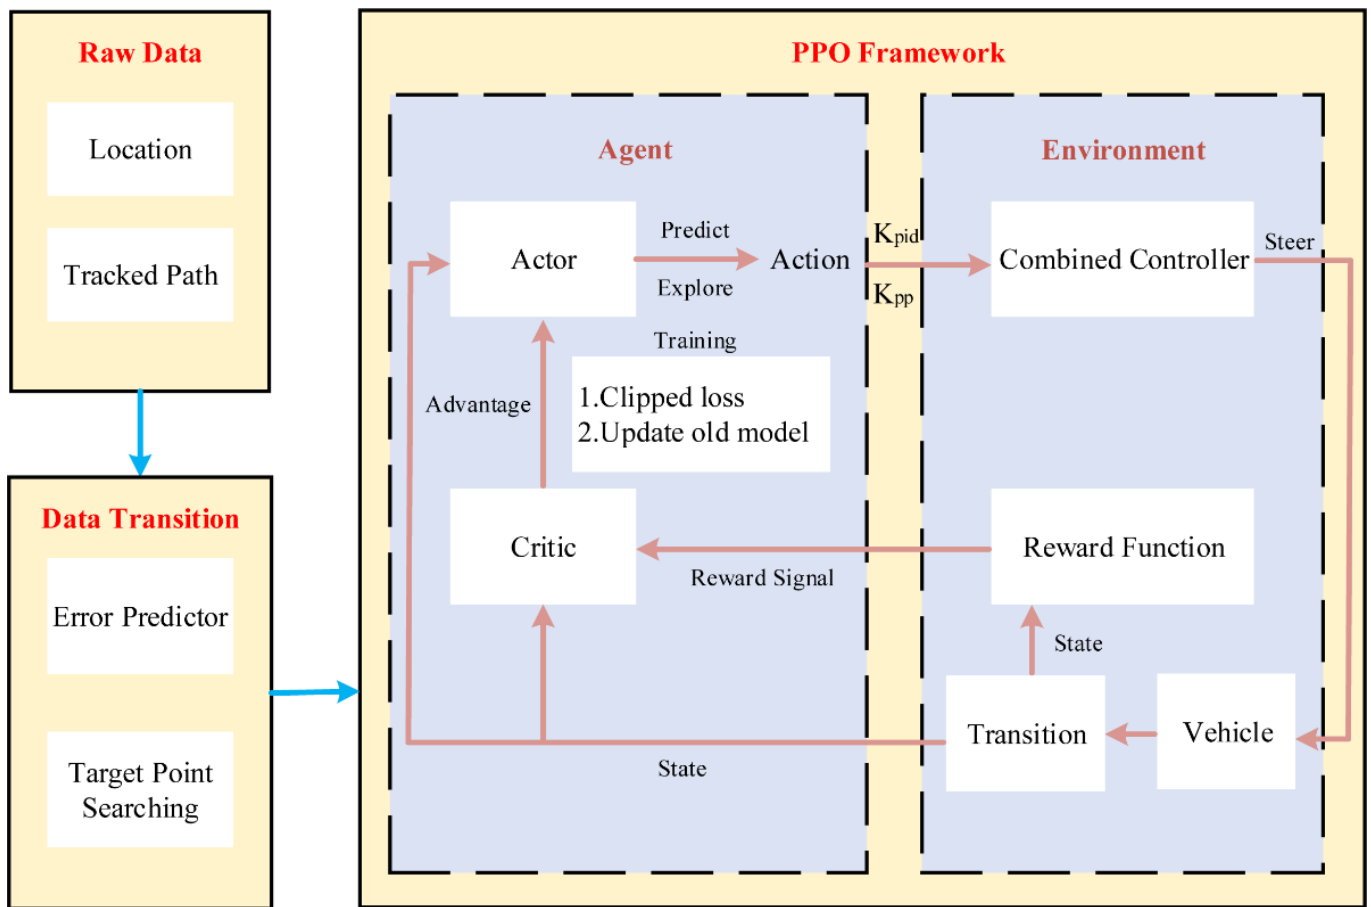 Raw Data
Location
Tracked Path
Data Transition
Error Predictor
Target Point
Searching
PPO Framework
Agent
Actor
Predict
Explore
Action
Training
1.Clipped loss
2.Update old model
Advantage
Critic
Reward Signal
State
Kpid
Kpp
Environment
Combined Controller
Steer
Reward Function
State
Transition
Vehicle